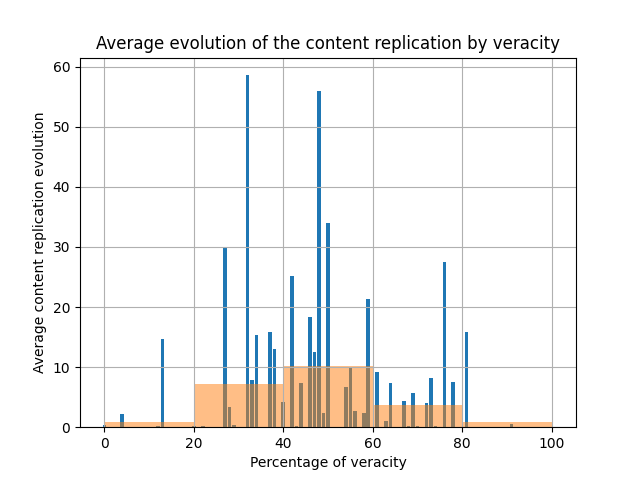 Average evolution of the content replication by veracity
60
50
40
30
20
10
0
Average content replication evolution
0 20 40 60 80 100
Percentage of veracity